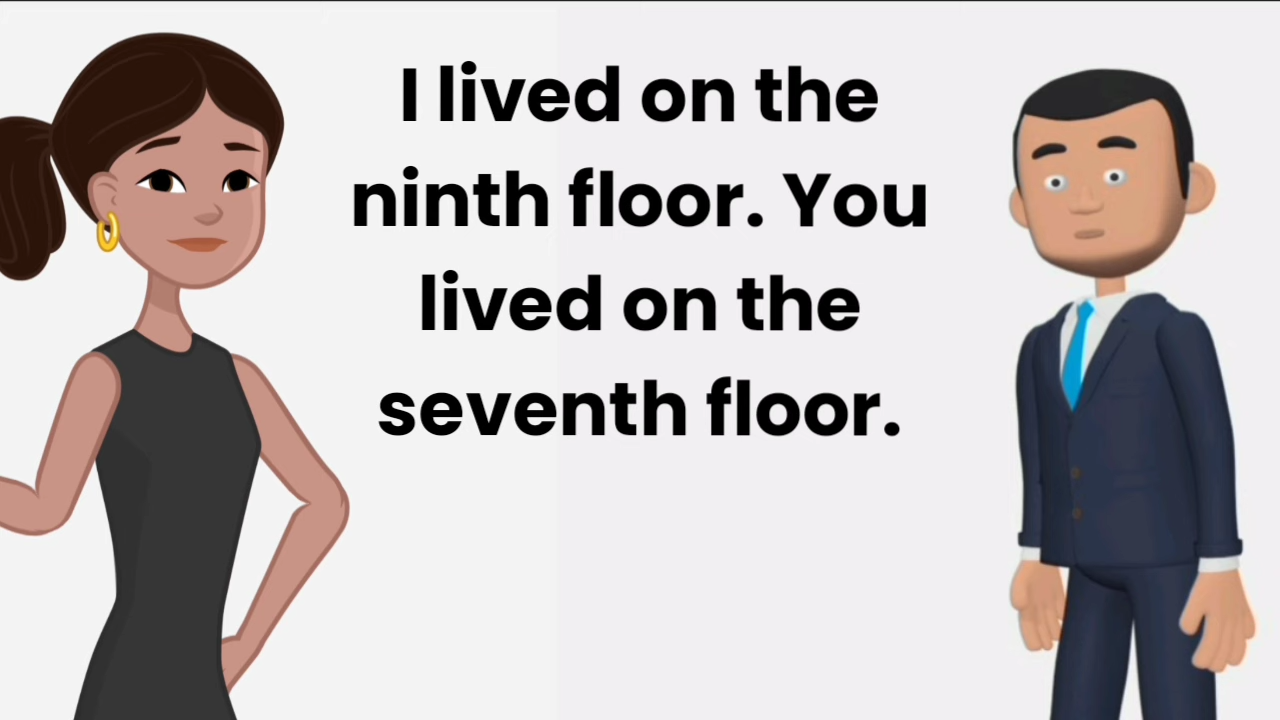 I lived on the
ninth floor. You
lived on the
seventh floor.